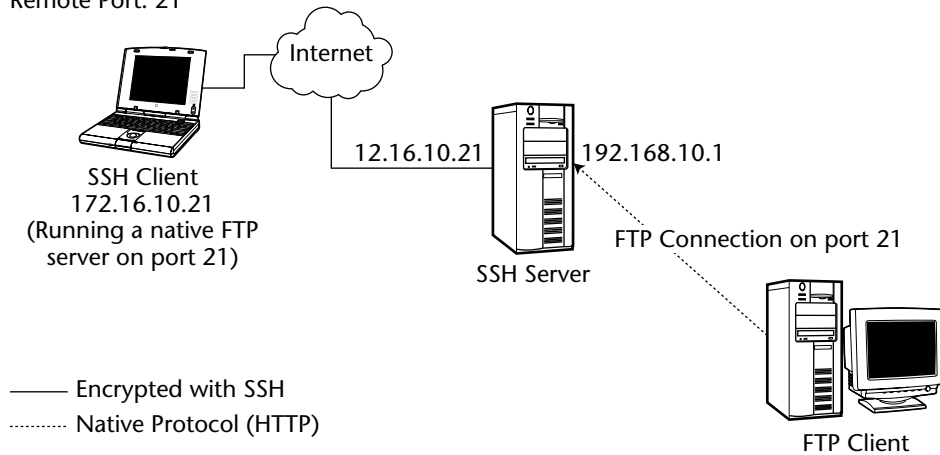 Remote Port: 21
Internet
12.16.10.21
192.168.10.1
SSH Client
172.16.10.21
(Running a native FTP
server on port 21)
FTP Connection on port 21
SSH Server
Encrypted with SSH
Native Protocol (HTTP)
FTP Client